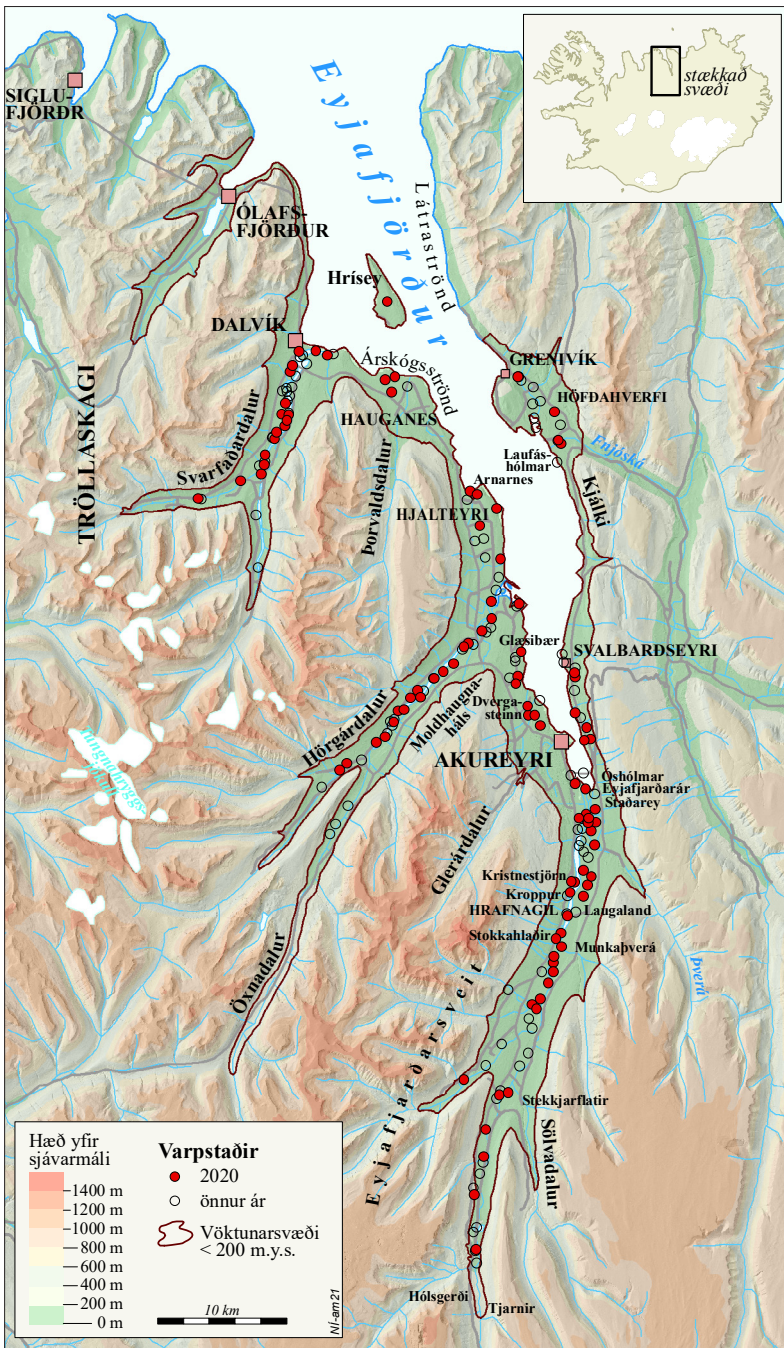 SIGLU-
FJÖRÐR
Eyjafjörður
stækkað
svæði
ÓLAFS-
FJÖRÐUR
Látraströnd
Hrísey
DALVÍK
Árskógsströnd
GRENIVÍK
HÖFÐAHVERFI
HAUGANES
TRÖLLASKAGI
Svarfaðardalur
Þorvaldsdalur
Laufás-
hólmar
Fnjóská
Kjálki
Arnarnes
HJALTEYRI
Glæsibær
SVALBARÐSEYRI
Hörgárdalur
Moldhaugna-
háls
Dverga-
steinn
AKUREYRI
Óshólmar
Eyjafjarðarár
Staðarey
Glerárdalur
Kristnestjörn
Kroppur
HRAFNAGIL
Laugaland
Stokkahlaðir
Munkaþverá
Þverá
Öxnadalur
Eyjafjarðarsveit
Stekkjarflatir
Sölvadalur
Hólsgerði
Tjarnir
Hæð yfir
sjávarmáli
1400 m
1200 m
1000 m
800 m
600 m
400 m
200 m
0 m
Varpstaðir
2020
önnur ár
Vöktunarsvæði
< 200 m.y.s.
10 km
NÍ-am21